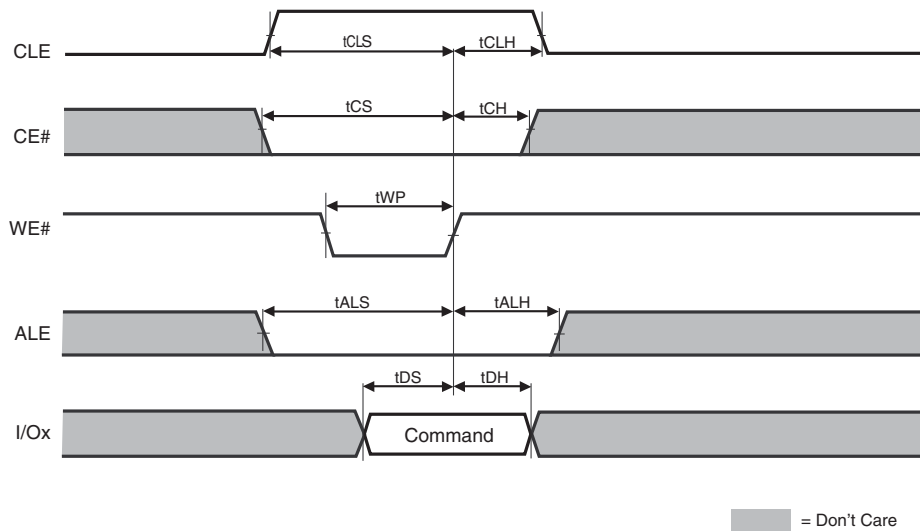 CLE
tCLS
tCLH
CE#
tCS
tCH
WE#
tWP
ALE
tALS
tALH
I/Ox
tDS
tDH
Command
= Don't Care